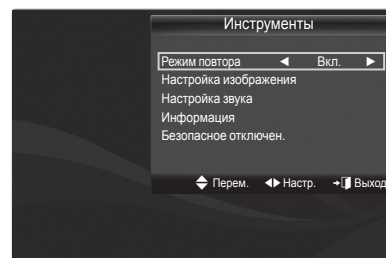 Инструменты
Режим повтора ◀ Вкл. ▶
Настройка изображения
Настройка звука
Информация
Безопасное отключен.
Перем. ◀▶ Настр. Выход